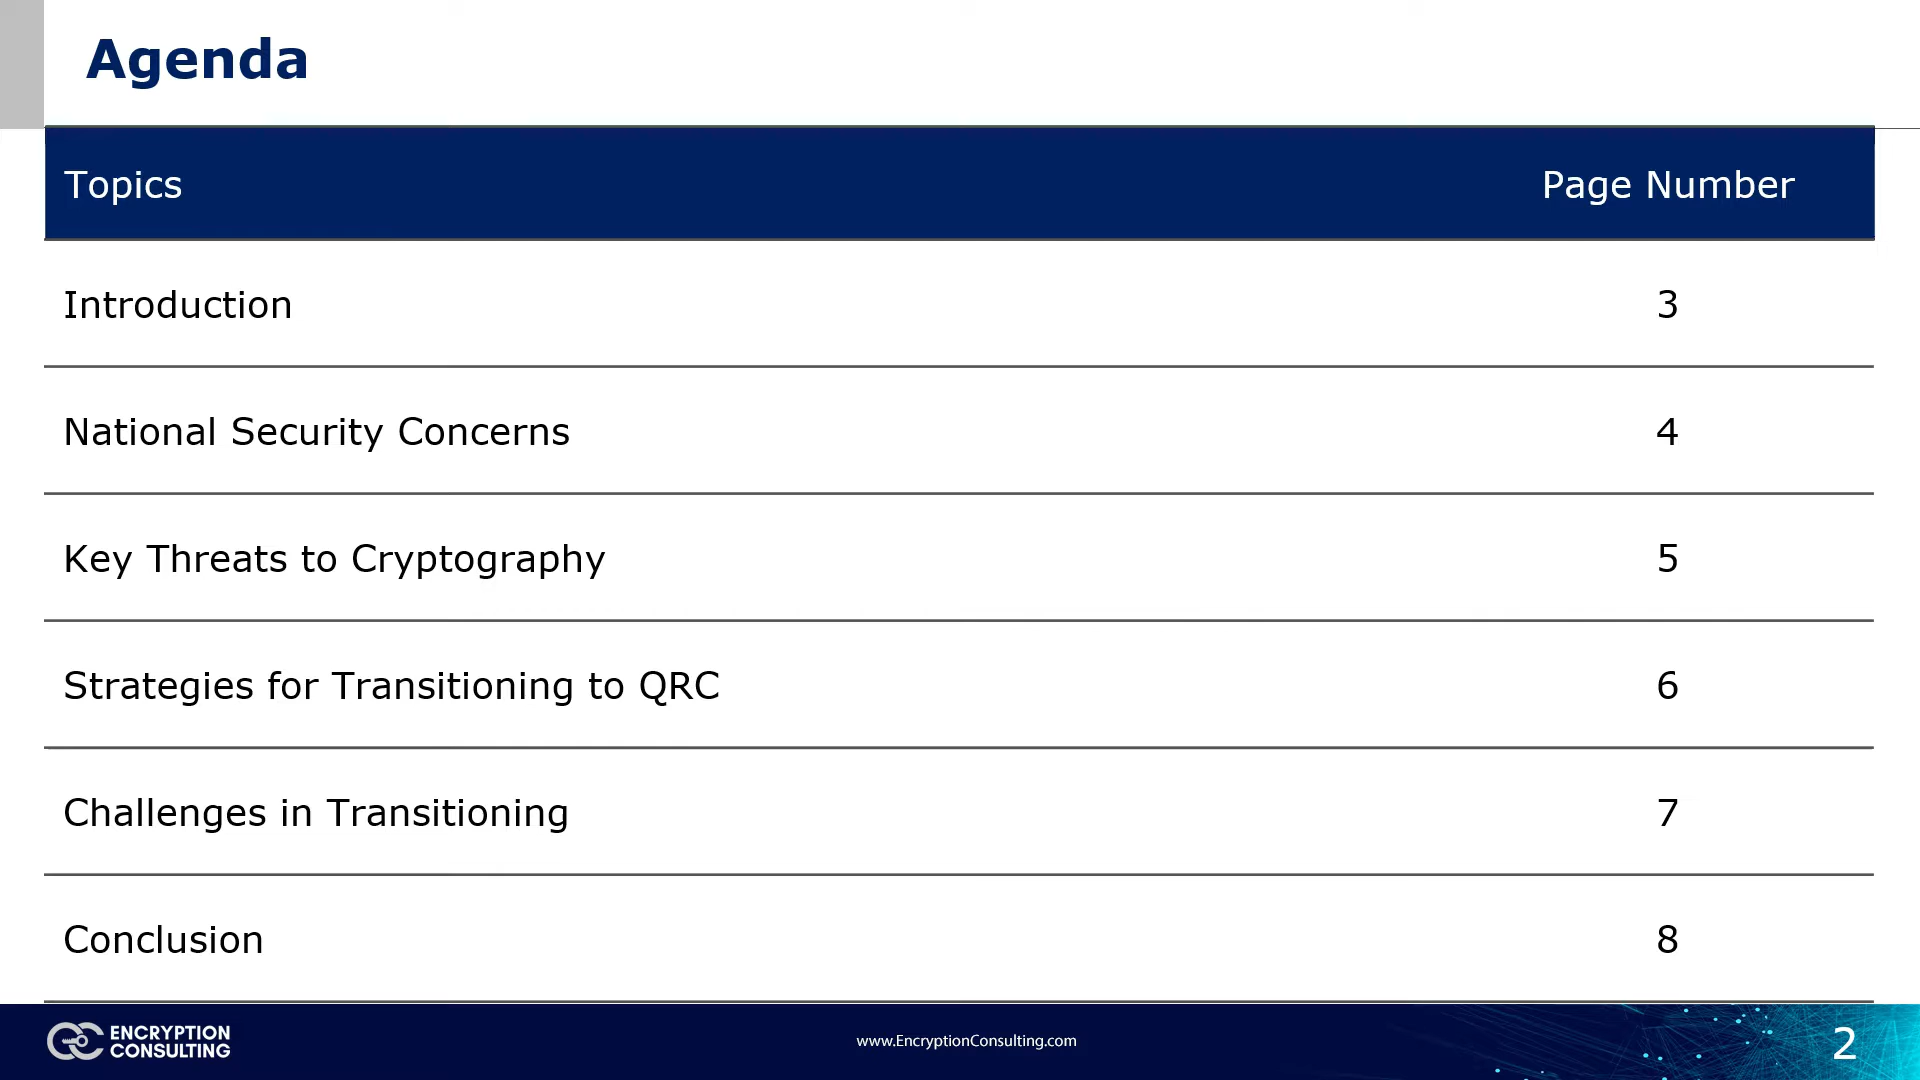 Agenda
Topics Page Number
Introduction 3
National Security Concerns 4
Key Threats to Cryptography 5
Strategies for Transitioning to QRC 6
Challenges in Transitioning 7
Conclusion 8
ENCRYPTION
CONSULTING
www.EncryptionConsulting.com
2